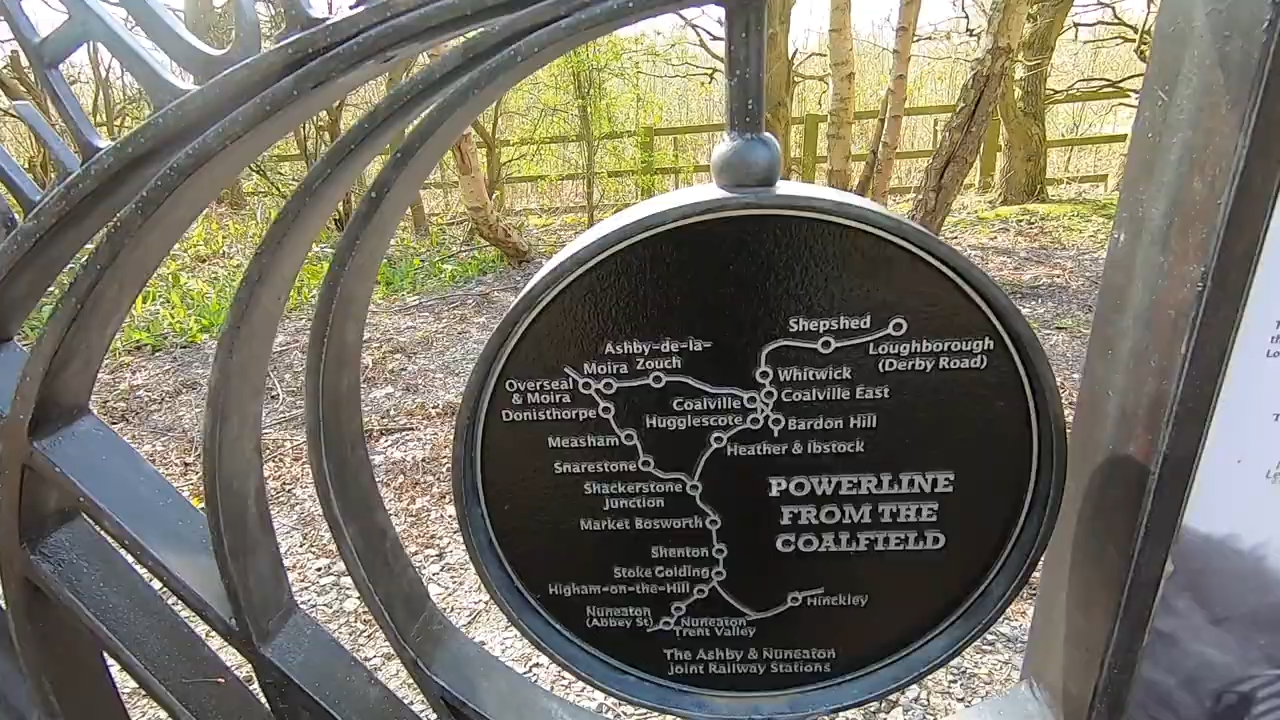 Shepshed
Loughborough
(Derby Road)
Ashby-de-la-
Zouch
Moira
Whitwick
Overseal
& Moira
Coalville East
Coalville
Donisthorpe
Hugglescote
Bardon Hill
Measham
Heather & Ibstock
Snarestone
Shackerstone
Junction
POWERLINE
FROM THE
COALFIELD
Market Bosworth
Shenton
Stoke Golding
Higham-on-the-Hill
Hinckley
Nuneaton
(Abbey St)
Nuneaton
Trent Valley
The Ashby & Nuneaton
Joint Railway Stations